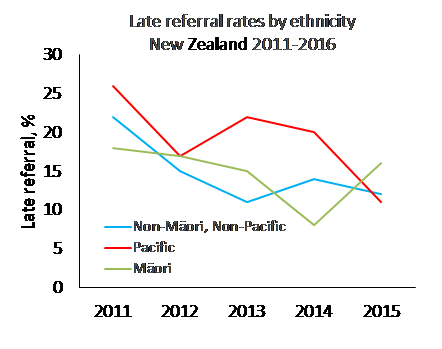 Late referral rates by ethnicity
New Zealand 2011-2016
Late referral, %
30
25
20
15
10
5
0
Non-Māori, Non-Pacific
Pacific
Māori
2011 2012 2013 2014 2015